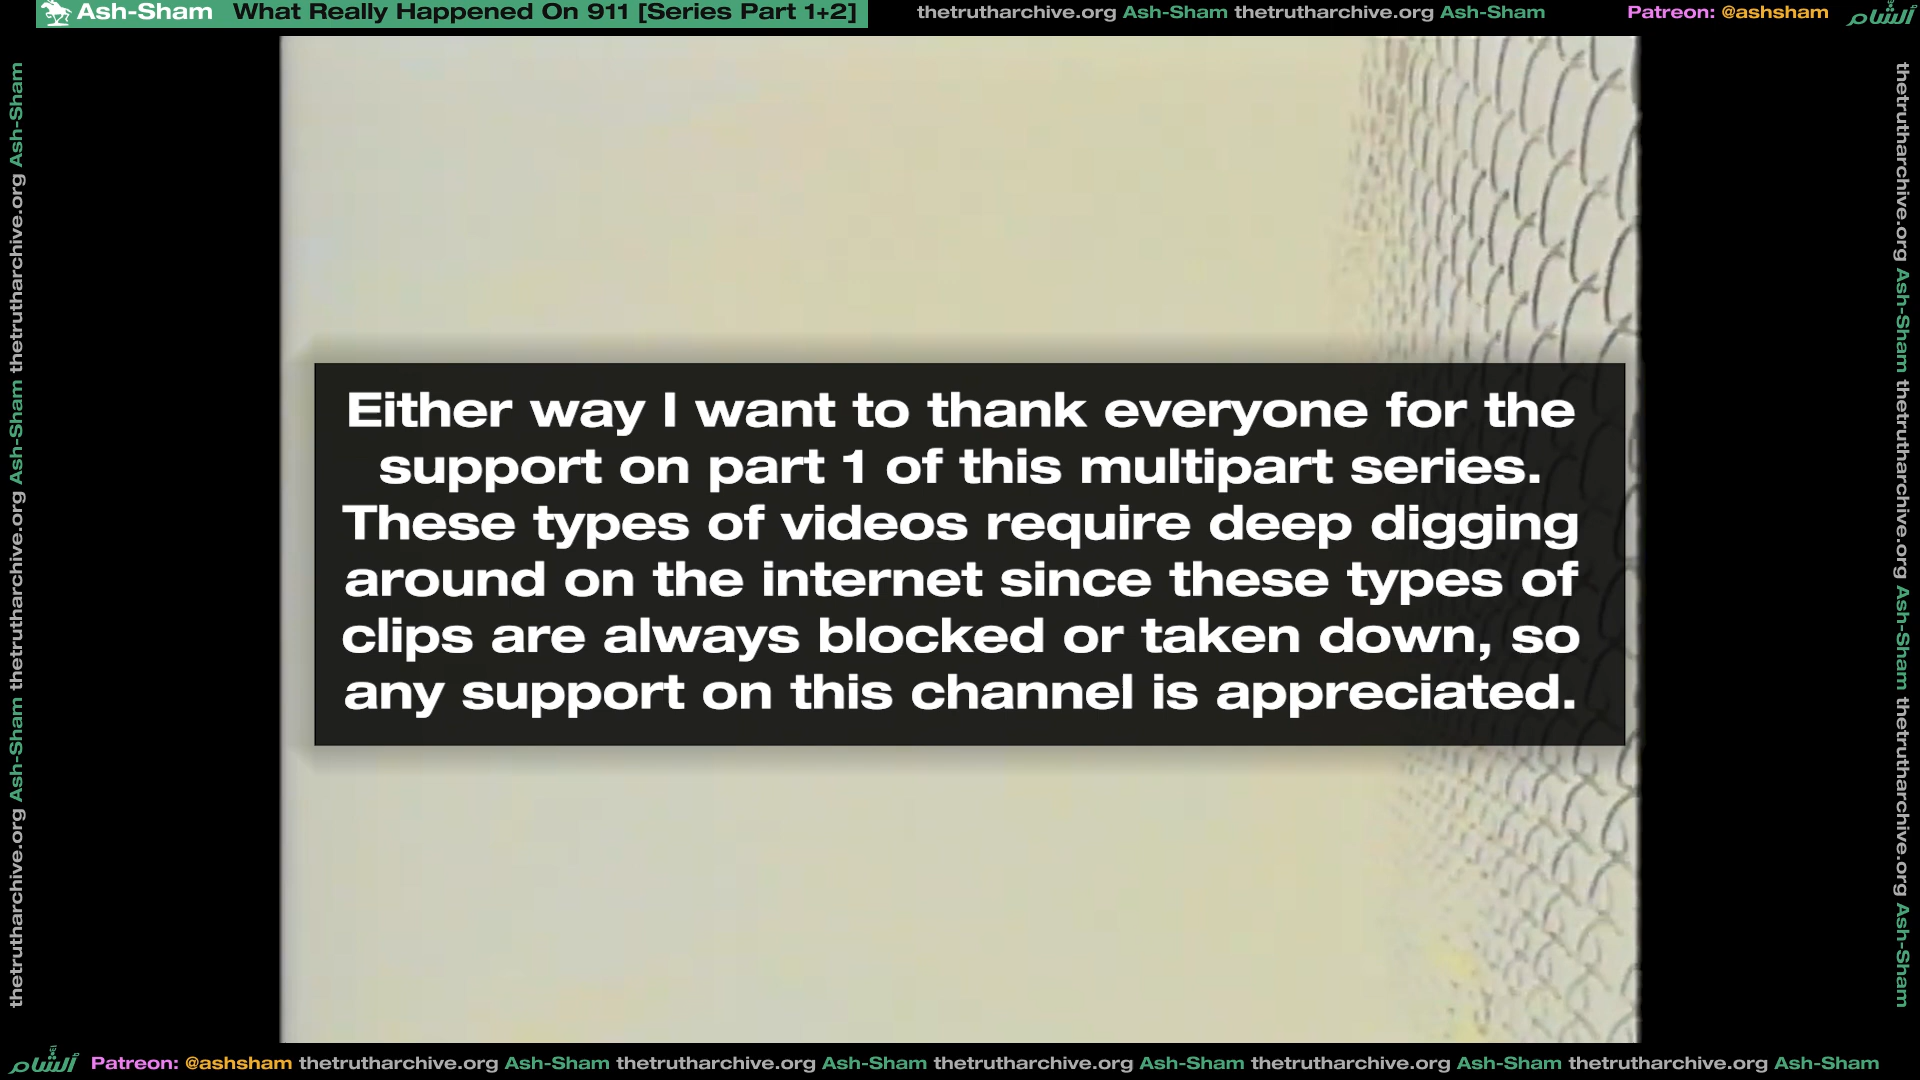 Ash-Sham What Really Happened On 911 [Series Part 1+2]
thetrutharchive.org Ash-Sham thetrutharchive.org Ash-Sham
Patreon: @ashsham
الشام
thetrutharchive.org Ash-Sham thetrutharchive.org Ash-Sham thetrutharchive.org Ash-Sham
Either way I want to thank everyone for the
support on part 1 of this multipart series.
These types of videos require deep digging
around on the internet since these types of
clips are always blocked or taken down, so
any support on this channel is appreciated.
thetrutharchive.org Ash-Sham thetrutharchive.org Ash-Sham thetrutharchive.org Ash-Sham
الشام
Patreon: @ashsham thetrutharchive.org Ash-Sham thetrutharchive.org Ash-Sham thetrutharchive.org Ash-Sham thetrutharchive.org Ash-Sham thetrutharchive.org Ash-Sham